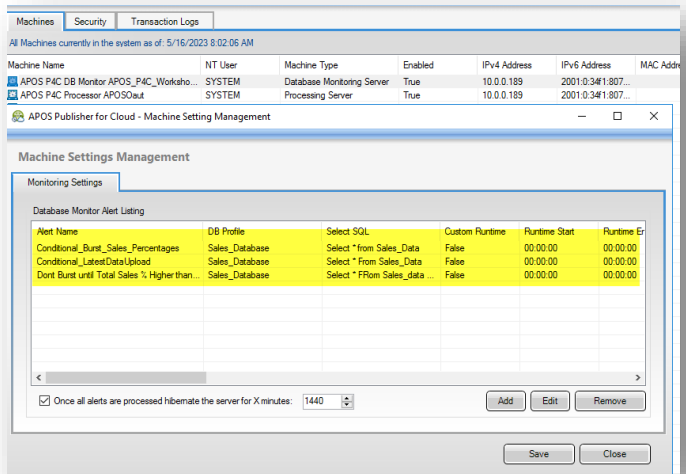 Machines Security Transaction Logs
All Machines currently in the system as of: 5/16/2023 8:02:06 AM
Machine Name NT User Machine Type Enabled IPv4 Address IPv6 Address MAC Addre
APOS P4C DB Monitor APOS_P4C_Worksho... SYSTEM Database Monitoring Server True 10.0.0.189 2001:0:34f1:807...
APOS P4C Processor APOSOaut SYSTEM Processing Server True 10.0.0.189 2001:0:34f1:807...
APOS Publisher for Cloud - Machine Setting Management
Machine Settings Management
Monitoring Settings
Database Monitor Alert Listing
Alert Name DB Profile Select SQL Custom Runtime Runtime Start Runtime Er
Conditional_Burst_Sales_Percentages Sales_Database Select * from Sales_Data False 00:00:00 00:00:00
Conditional_LatestDataUpload Sales_Database Select * From Sales_Data False 00:00:00 00:00:00
Dont Burst until Total Sales % Higher than... Sales_Database Select * FRom Sales_data ... False 00:00:00 00:00:00
Once all alerts are processed hibernate the server for X minutes: 1440 Add Edit Remove
Save Close